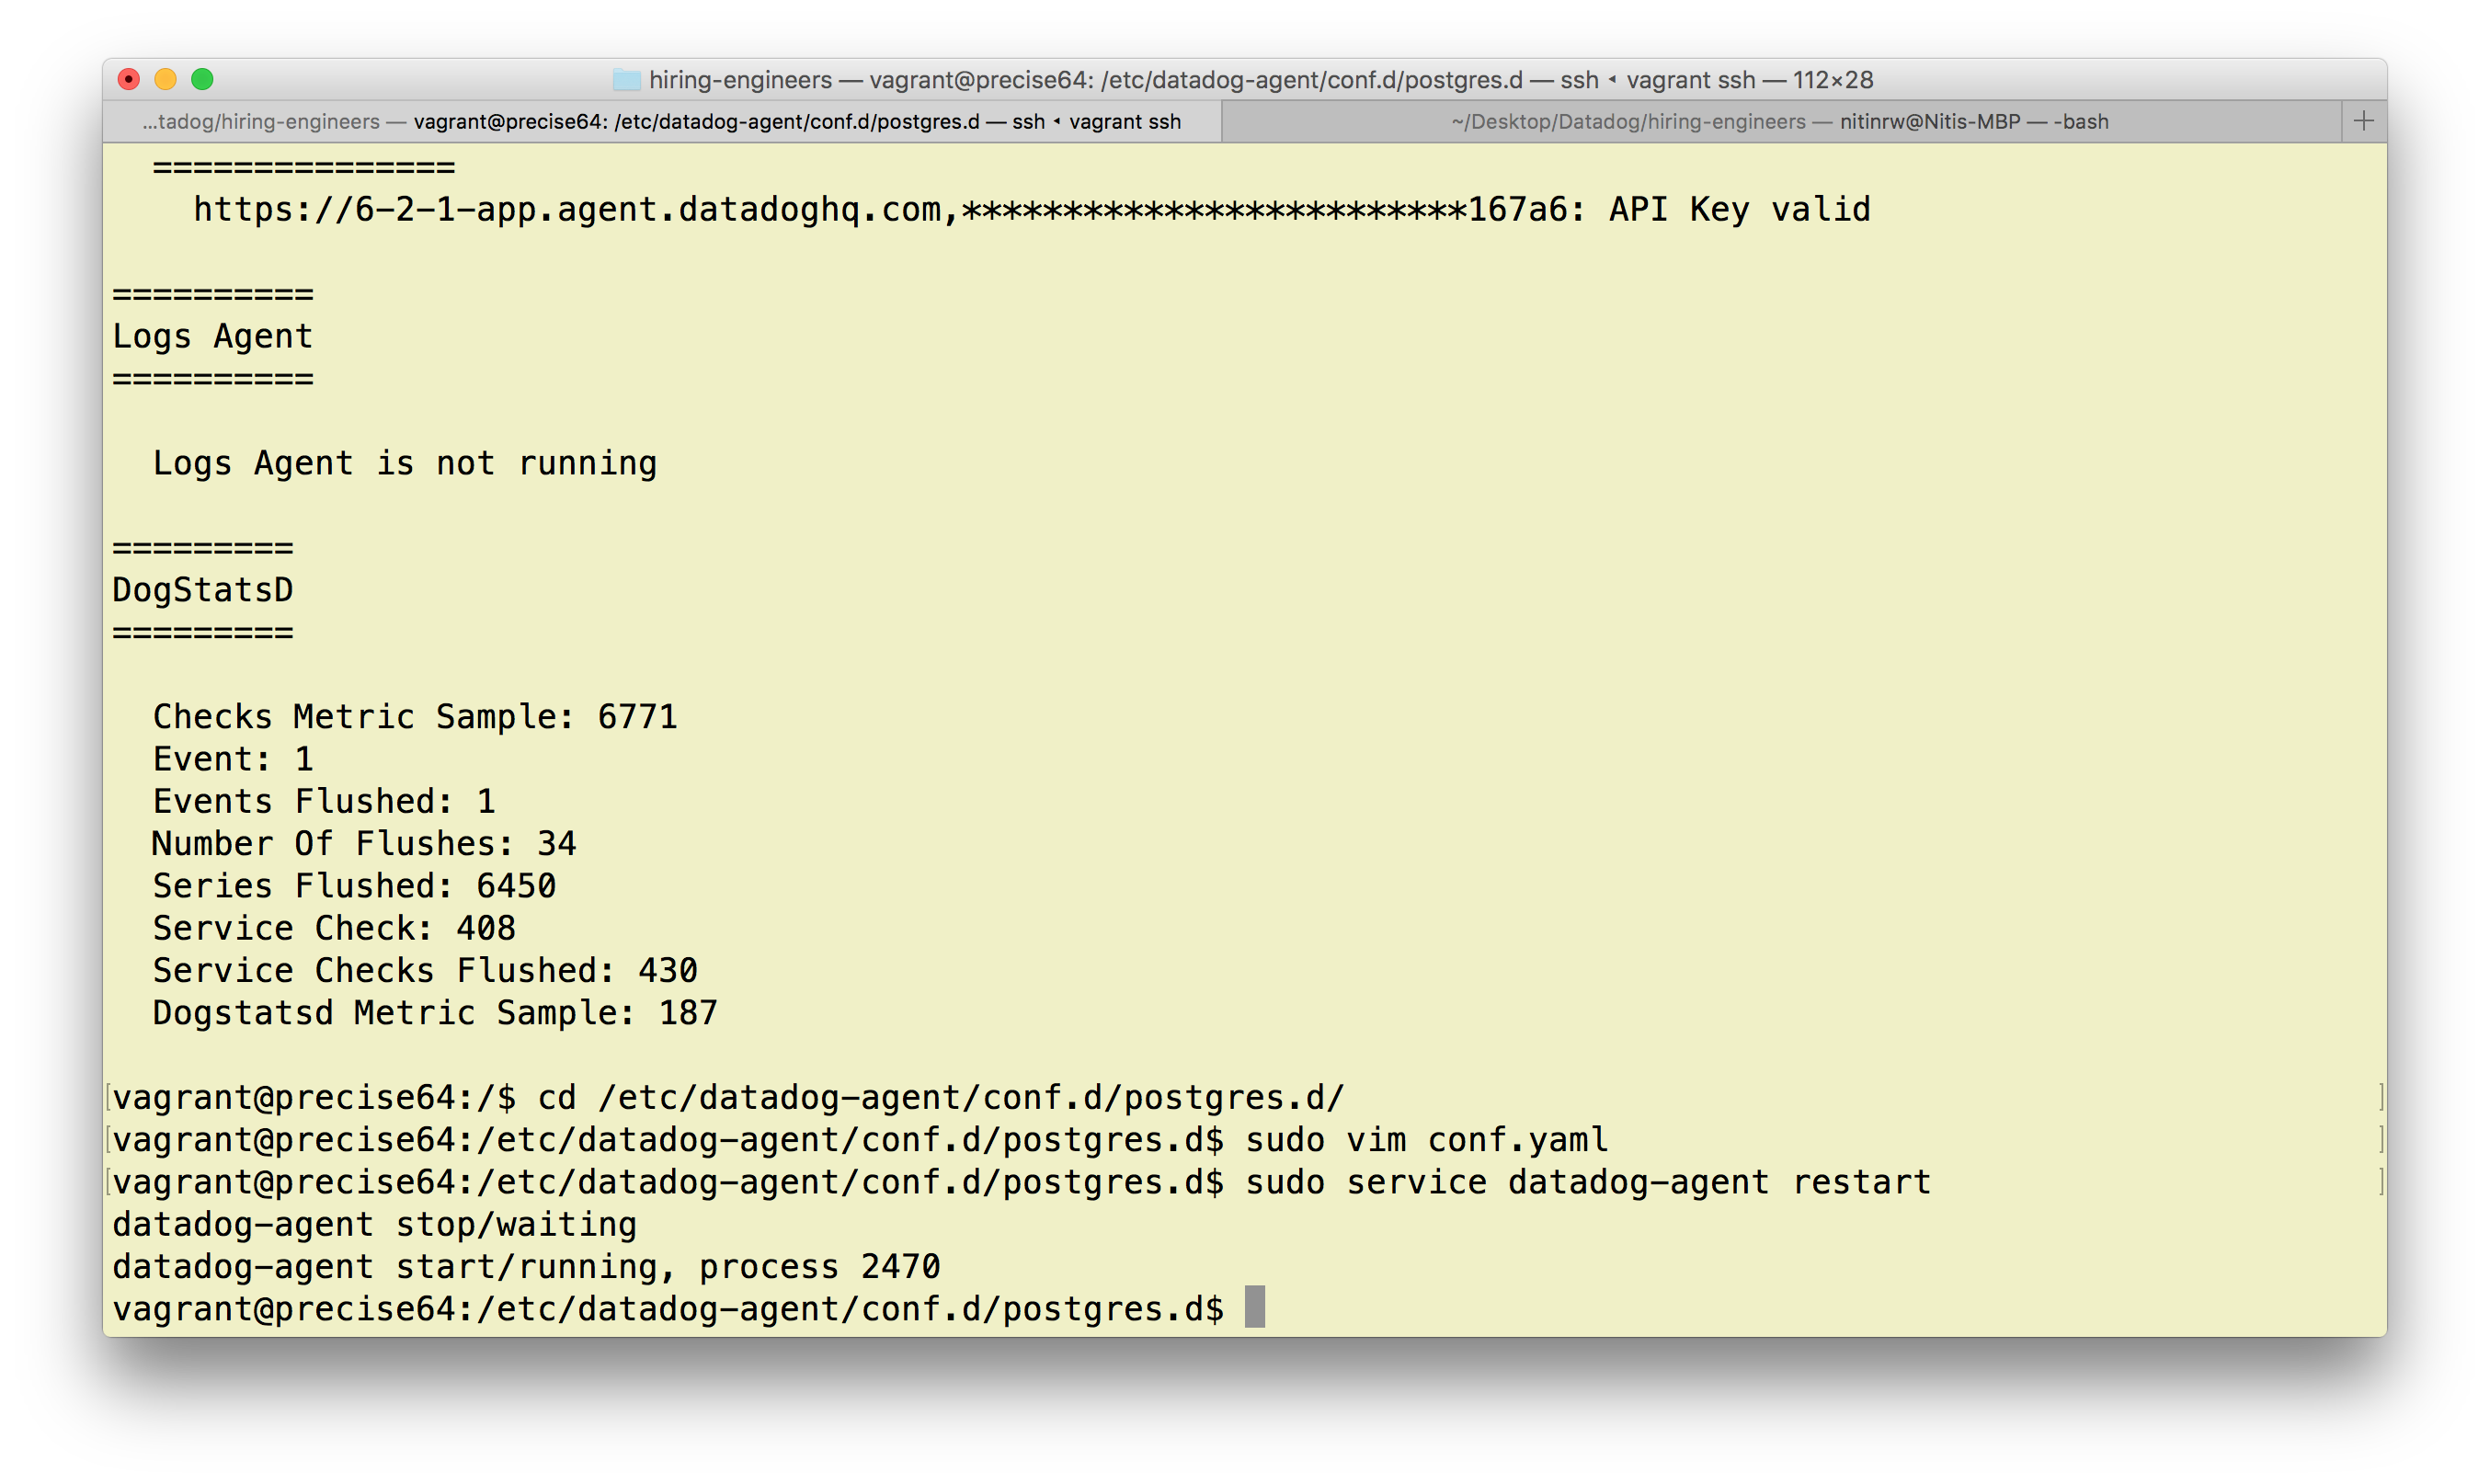 hiring-engineers — vagrant@precise64: /etc/datadog-agent/conf.d/postgres.d — ssh ◂ vagrant ssh — 112×28
...tadog/hiring-engineers — vagrant@precise64: /etc/datadog-agent/conf.d/postgres.d — ssh ◂ vagrant ssh
~/Desktop/Datadog/hiring-engineers — nitinrw@Nitis-MBP — -bash
===============
https://6-2-1-app.agent.datadoghq.com,*************************167a6: API Key valid
==========
Logs Agent
==========
Logs Agent is not running
=========
DogStatsD
=========
Checks Metric Sample: 6771
Event: 1
Events Flushed: 1
Number Of Flushes: 34
Series Flushed: 6450
Service Check: 408
Service Checks Flushed: 430
Dogstatsd Metric Sample: 187
[vagrant@precise64:/$ cd /etc/datadog-agent/conf.d/postgres.d/ ]
[vagrant@precise64:/etc/datadog-agent/conf.d/postgres.d$ sudo vim conf.yaml ]
[vagrant@precise64:/etc/datadog-agent/conf.d/postgres.d$ sudo service datadog-agent restart ]
datadog-agent stop/waiting
datadog-agent start/running, process 2470
vagrant@precise64:/etc/datadog-agent/conf.d/postgres.d$